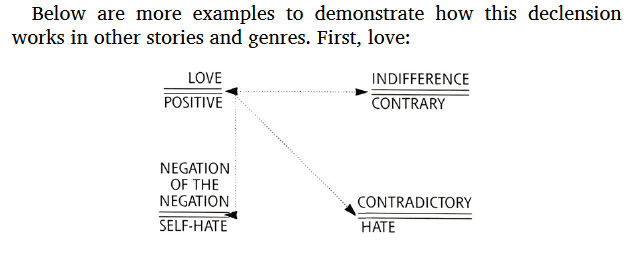 Below are more examples to demonstrate how this declension
works in other stories and genres. First, love:
LOVE
POSITIVE
INDIFFERENCE
CONTRARY
NEGATION
OF THE
NEGATION
SELF-HATE
CONTRADICTORY
HATE